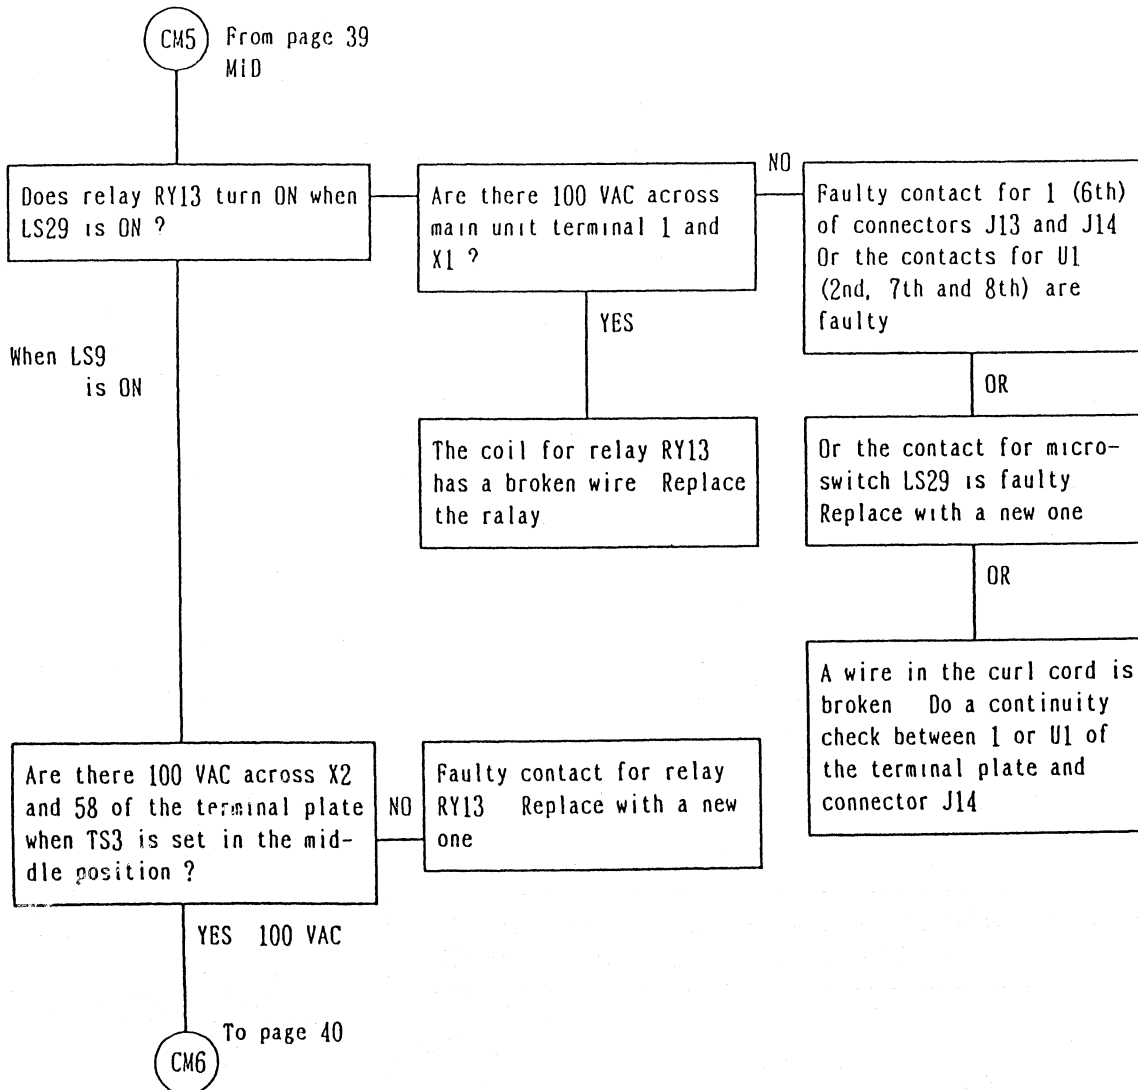 CM5
From page 39
MID
Does relay RY13 turn ON when
LS29 is ON ?
Are there 100 VAC across
main unit terminal 1 and
X1 ?
NO
Faulty contact for 1 (6th)
of connectors J13 and J14
Or the contacts for U1
(2nd, 7th and 8th) are
faulty
When LS9
is ON
YES
OR
The coil for relay RY13
has a broken wire Replace
the ralay
Or the contact for micro-
switch LS29 is faulty
Replace with a new one
OR
A wire in the curl cord is
broken Do a continuity
check between 1 or U1 of
the terminal plate and
connector J14
Are there 100 VAC across X2
and 58 of the terminal plate
when TS3 is set in the mid-
dle position ?
NO
Faulty contact for relay
RY13 Replace with a new
one
YES 100 VAC
To page 40
CM6